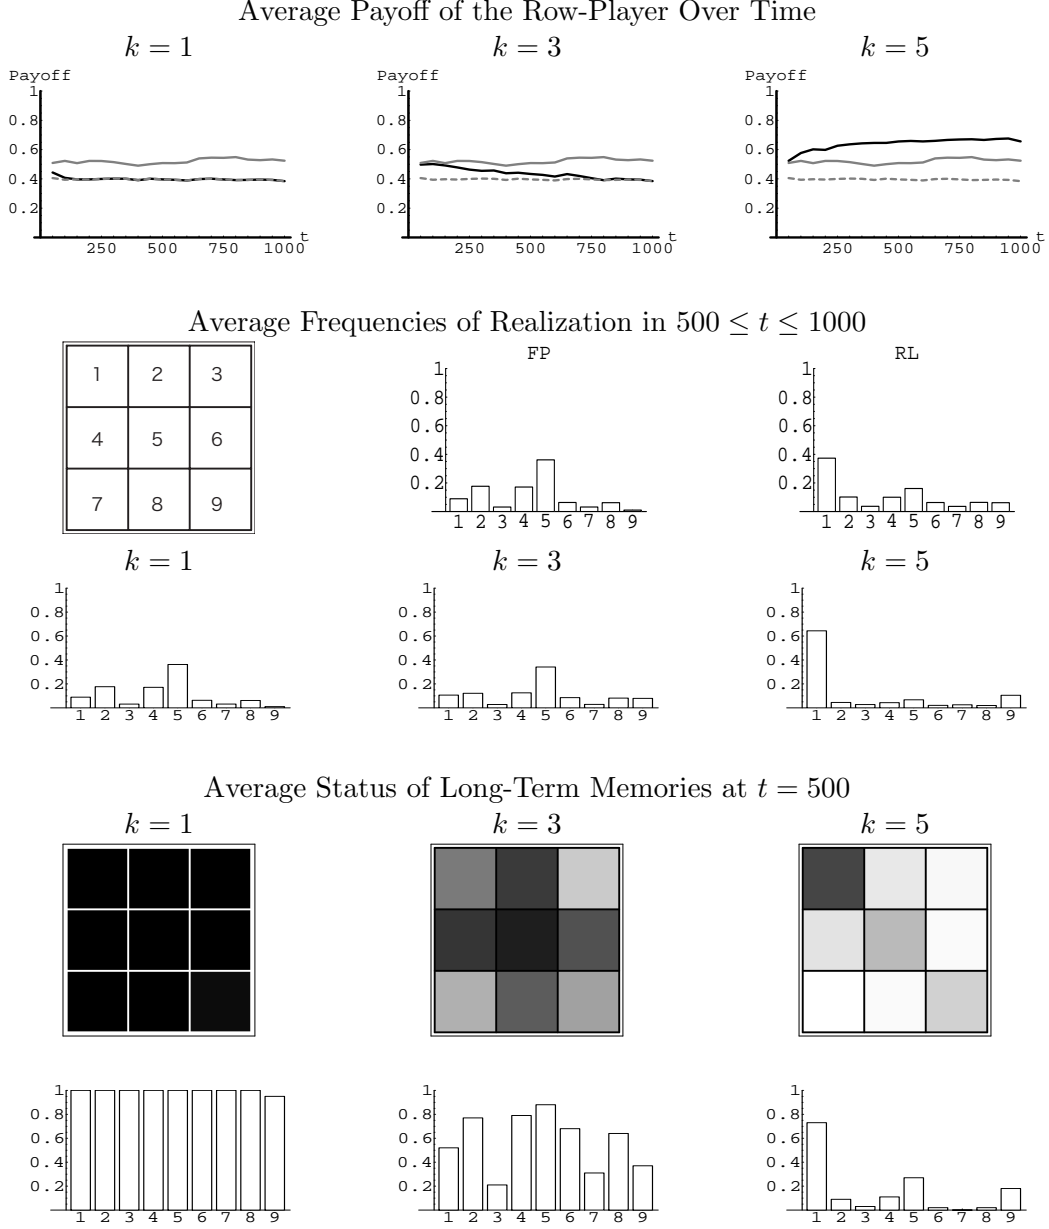 Average Payoff of the Row-Player Over Time
k = 1 k = 3 k = 5
Payoff Payoff Payoff
1 1 1
0.8 0.8 0.8
0.6 0.6 0.6
0.4 0.4 0.4
0.2 0.2 0.2
t t t
250 500 750 1000 250 500 750 1000 250 500 750 1000
Average Frequencies of Realization in 500 ≤ t ≤ 1000
FP RL
1 2 3
4 5 6
7 8 9
1 1
0.8 0.8
0.6 0.6
0.4 0.4
0.2 0.2
1 2 3 4 5 6 7 8 9 1 2 3 4 5 6 7 8 9
k = 1 k = 3 k = 5
1 1 1
0.8 0.8 0.8
0.6 0.6 0.6
0.4 0.4 0.4
0.2 0.2 0.2
1 2 3 4 5 6 7 8 9 1 2 3 4 5 6 7 8 9 1 2 3 4 5 6 7 8 9
Average Status of Long-Term Memories at t = 500
k = 1 k = 3 k = 5
1 1 1
0.8 0.8 0.8
0.6 0.6 0.6
0.4 0.4 0.4
0.2 0.2 0.2
1 2 3 4 5 6 7 8 9 1 2 3 4 5 6 7 8 9 1 2 3 4 5 6 7 8 9